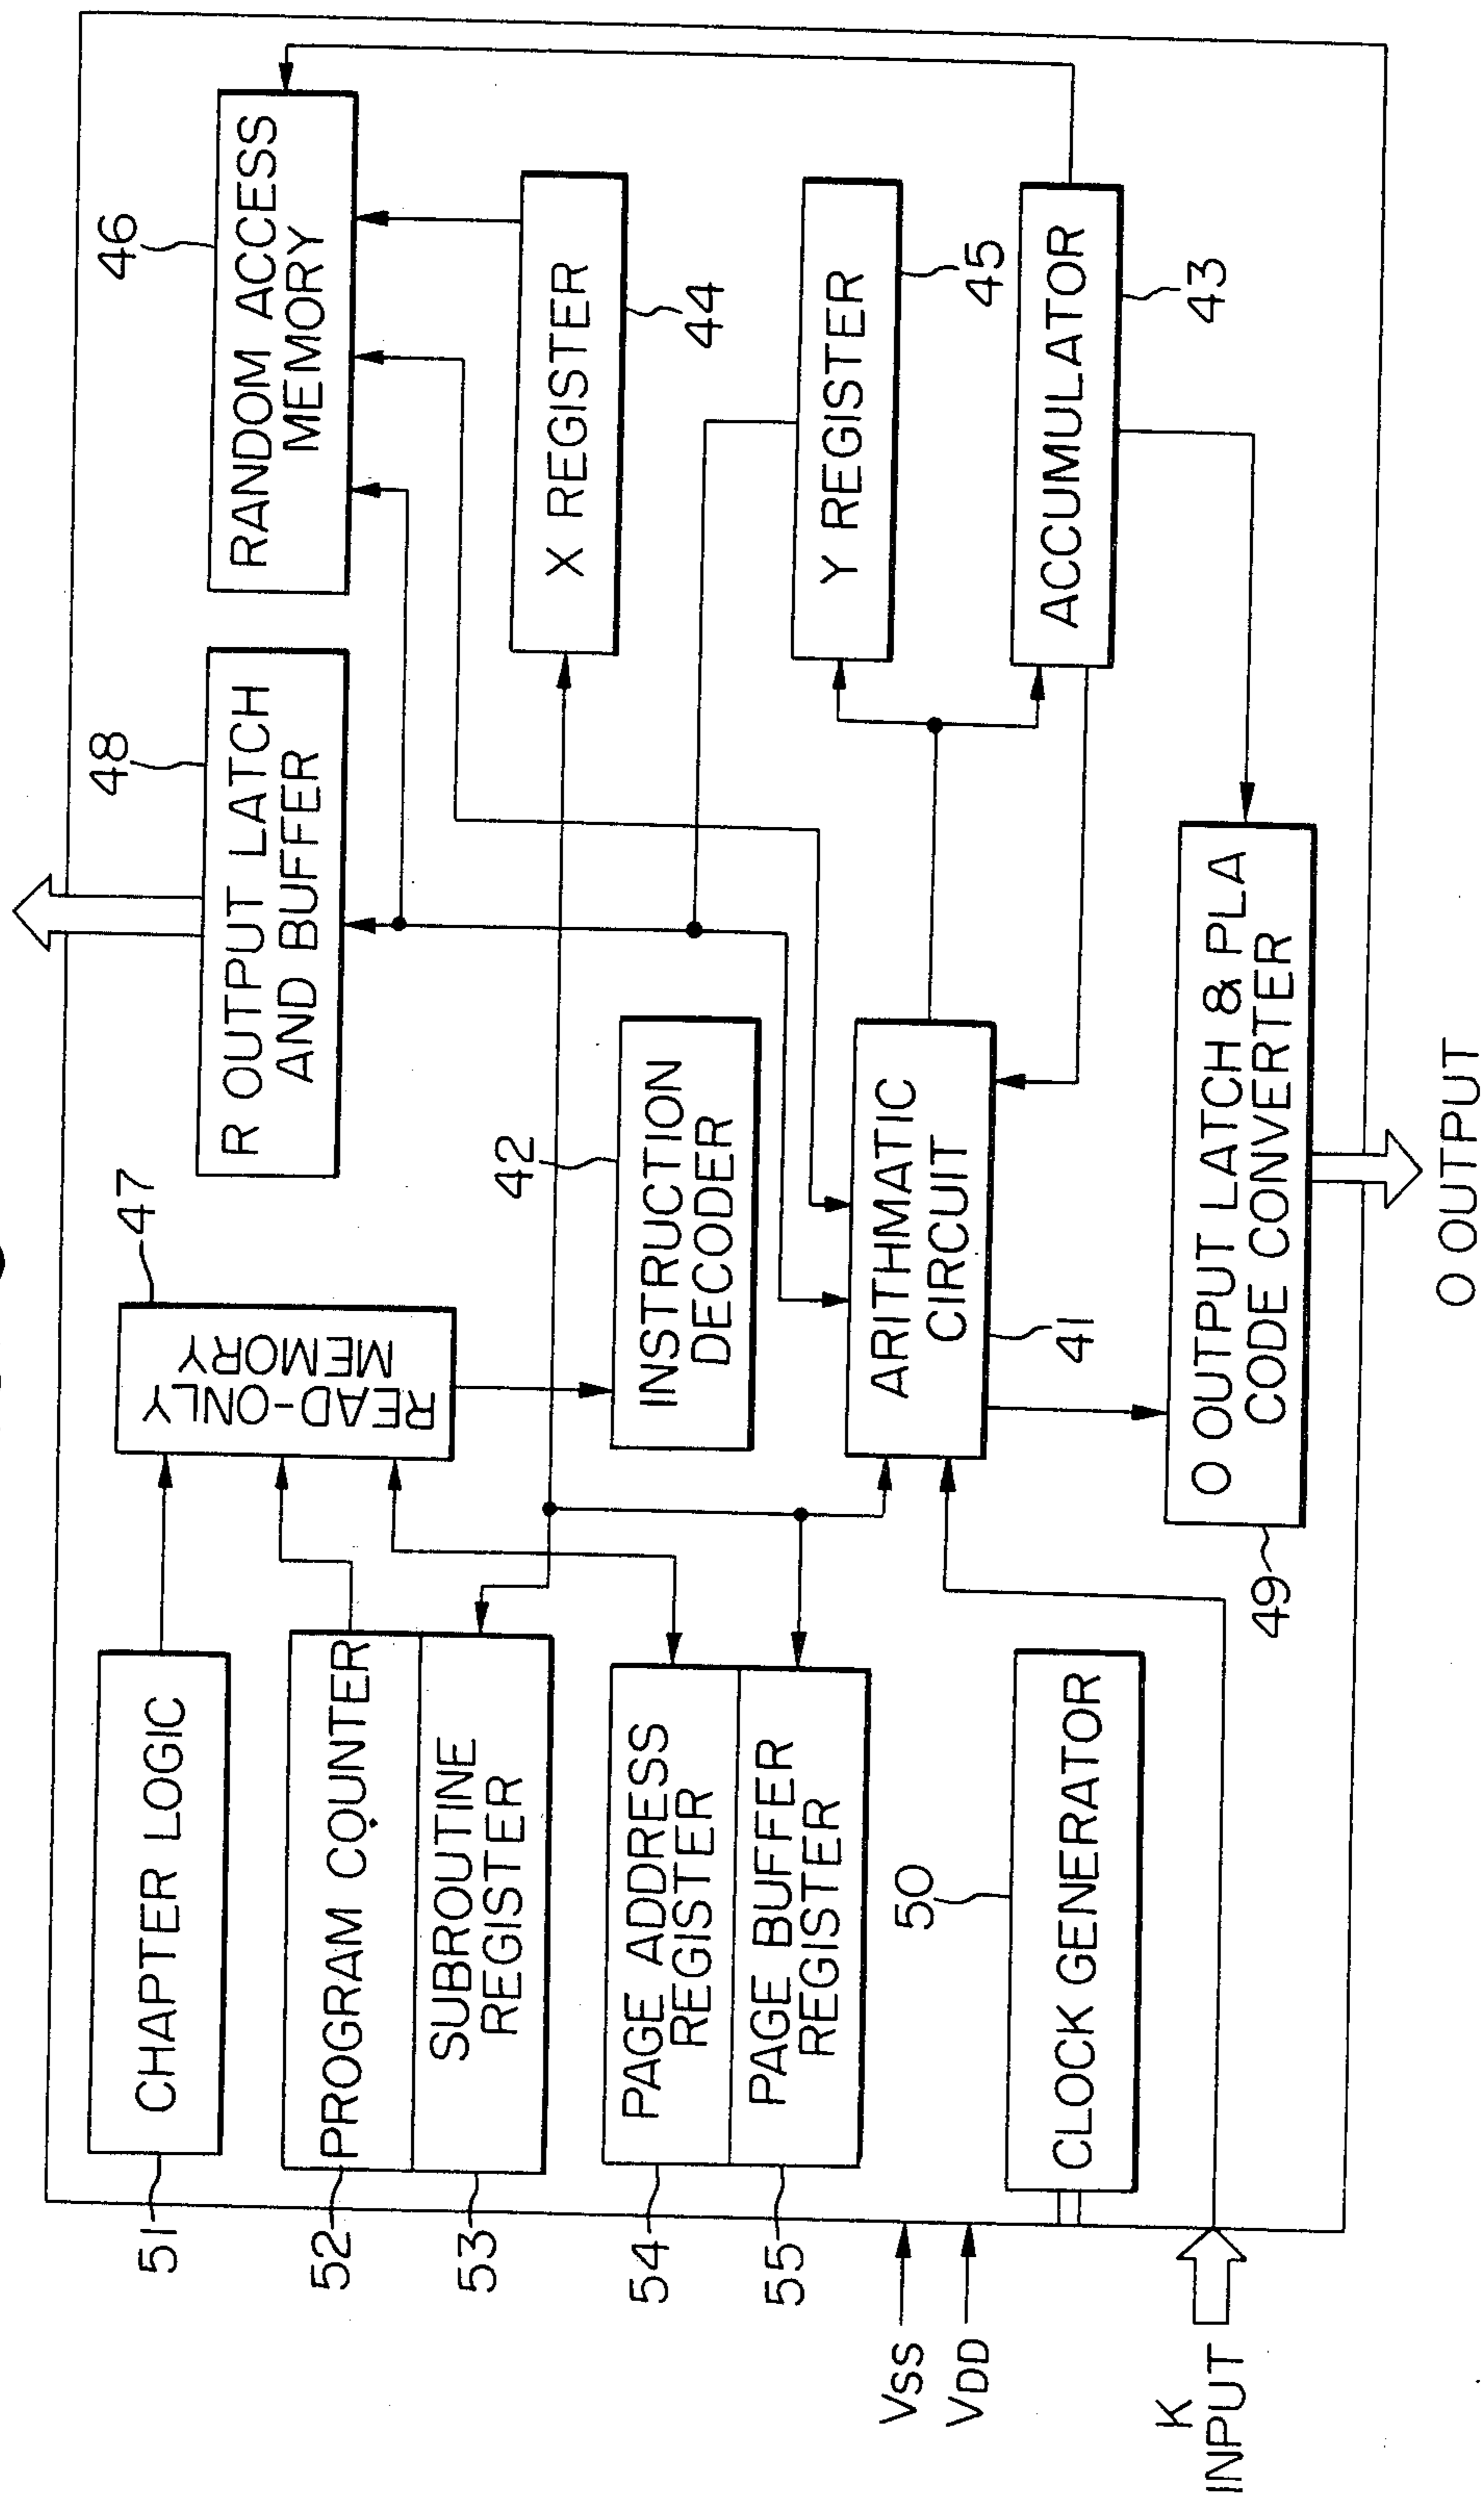 51
CHAPTER LOGIC
52
PROGRAM COUNTER
53
SUBROUTINE
REGISTER
54
PAGE ADDRESS
REGISTER
55
PAGE BUFFER
REGISTER
50
CLOCK GENERATOR
VSS
VDD
K
INPUT
47
READ-ONLY
MEMORY
42
INSTRUCTION
DECODER
ARITHMATIC
CIRCUIT
41
49
O OUTPUT LATCH & PLA
CODE CONVERTER
O OUTPUT
48
R OUTPUT LATCH
AND BUFFER
46
RANDOM ACCESS
MEMORY
X REGISTER
44
Y REGISTER
45
ACCUMULATOR
43